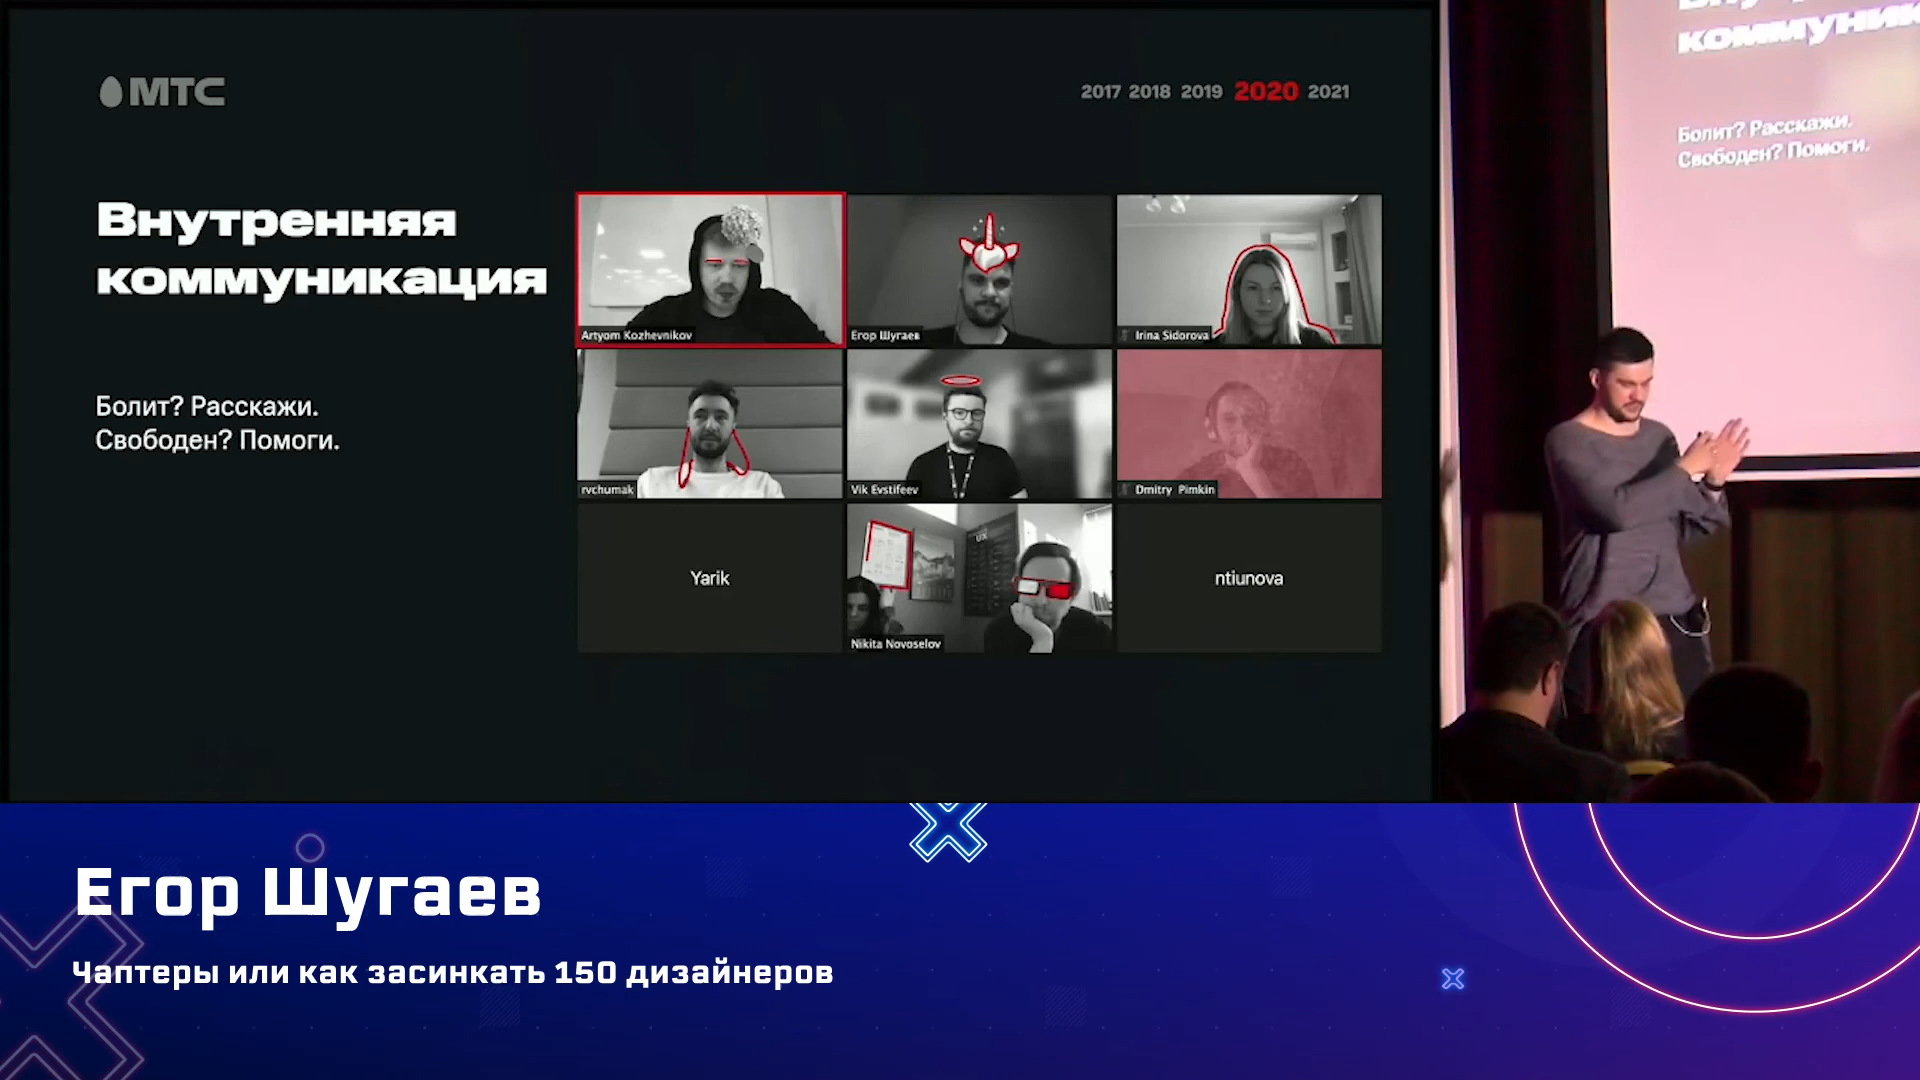 МТС
2017 2018 2019 2020 2021
Внутренняя
коммуникация
Болит? Расскажи.
Свободен? Помоги.
Artyom Kozhevnikov
Егор Шугаев
Irina Sidorova
rvchumak
Vik Evstifeev
Dmitry Pimkin
Yarik
UX
Nikita Novoselov
ntiunova
коммуник
Болит? Расскажи.
Свободен? Помоги.
Егор Шугаев
Чаптеры или как засинкать 150 дизайнеров